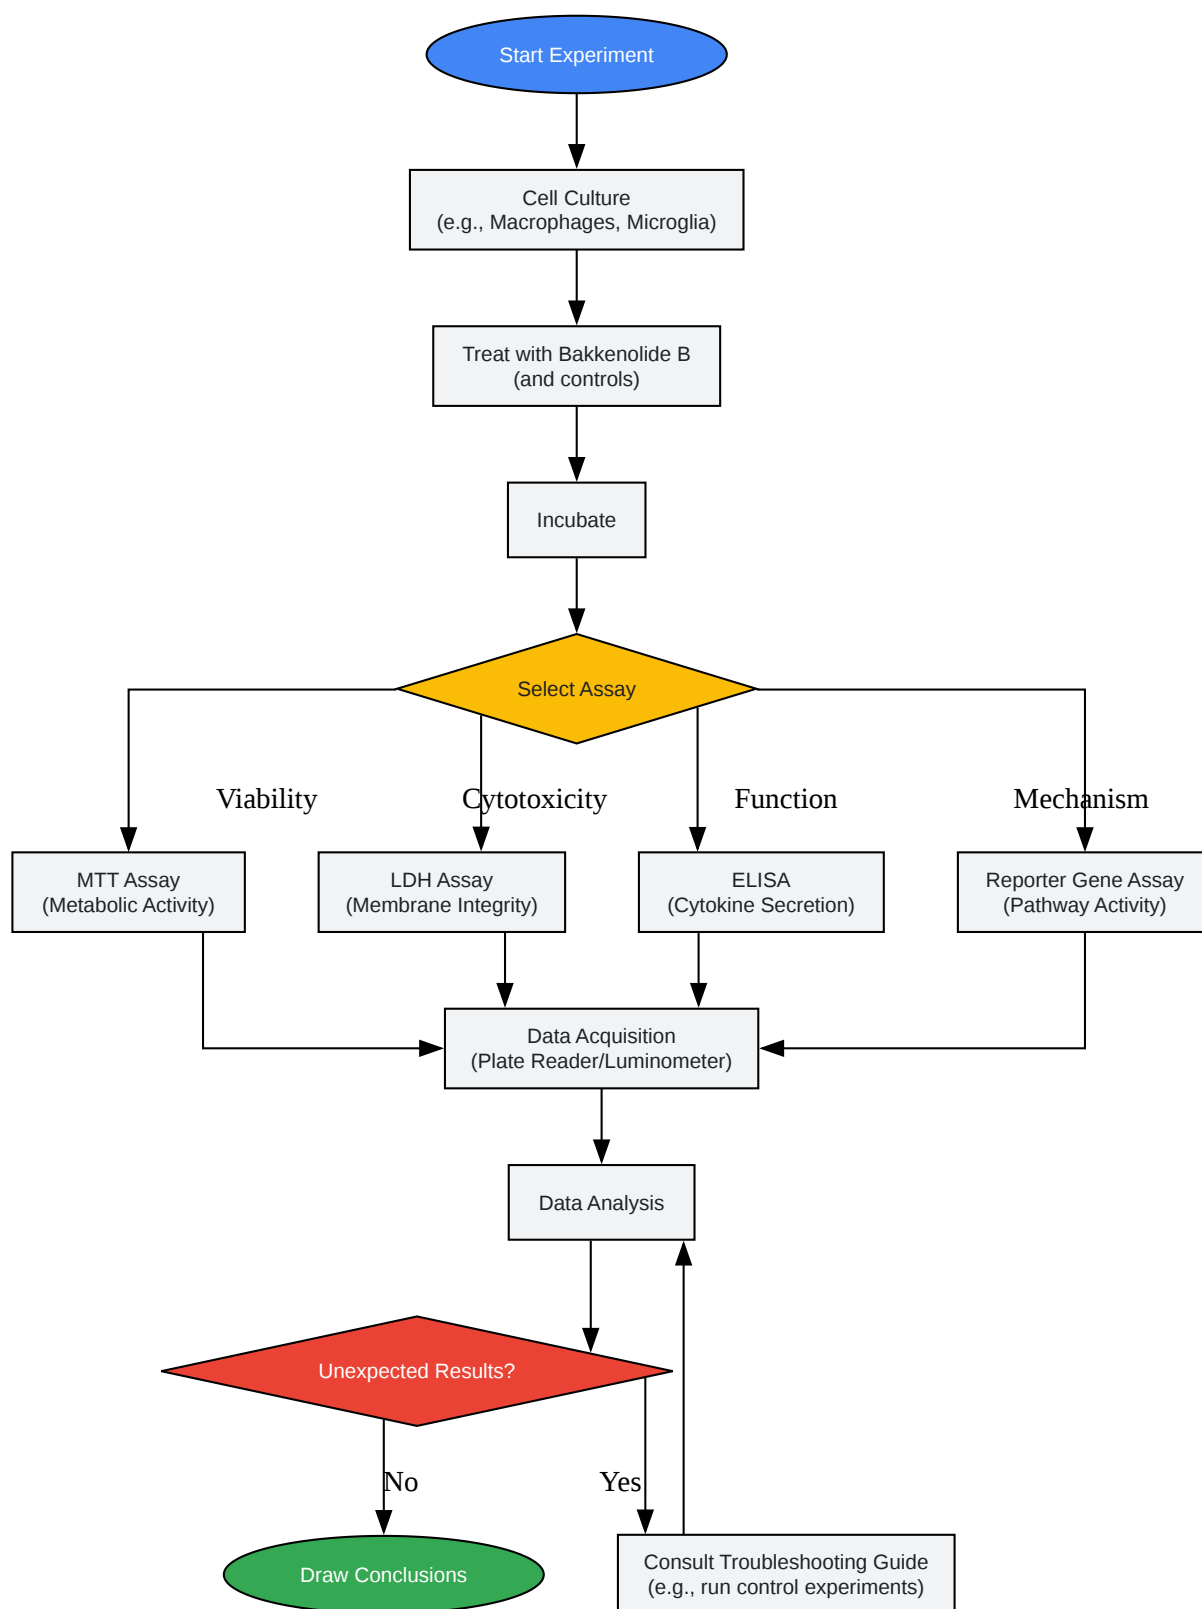 Start Experiment
Cell Culture
(e.g., Macrophages, Microglia)
Treat with Bakkenolide B
(and controls)
Incubate
Select Assay
Viability
Cytotoxicity
Function
Mechanism
MTT Assay
(Metabolic Activity)
LDH Assay
(Membrane Integrity)
ELISA
(Cytokine Secretion)
Reporter Gene Assay
(Pathway Activity)
Data Acquisition
(Plate Reader/Luminometer)
Data Analysis
Unexpected Results?
No
Yes
Draw Conclusions
Consult Troubleshooting Guide
(e.g., run control experiments)